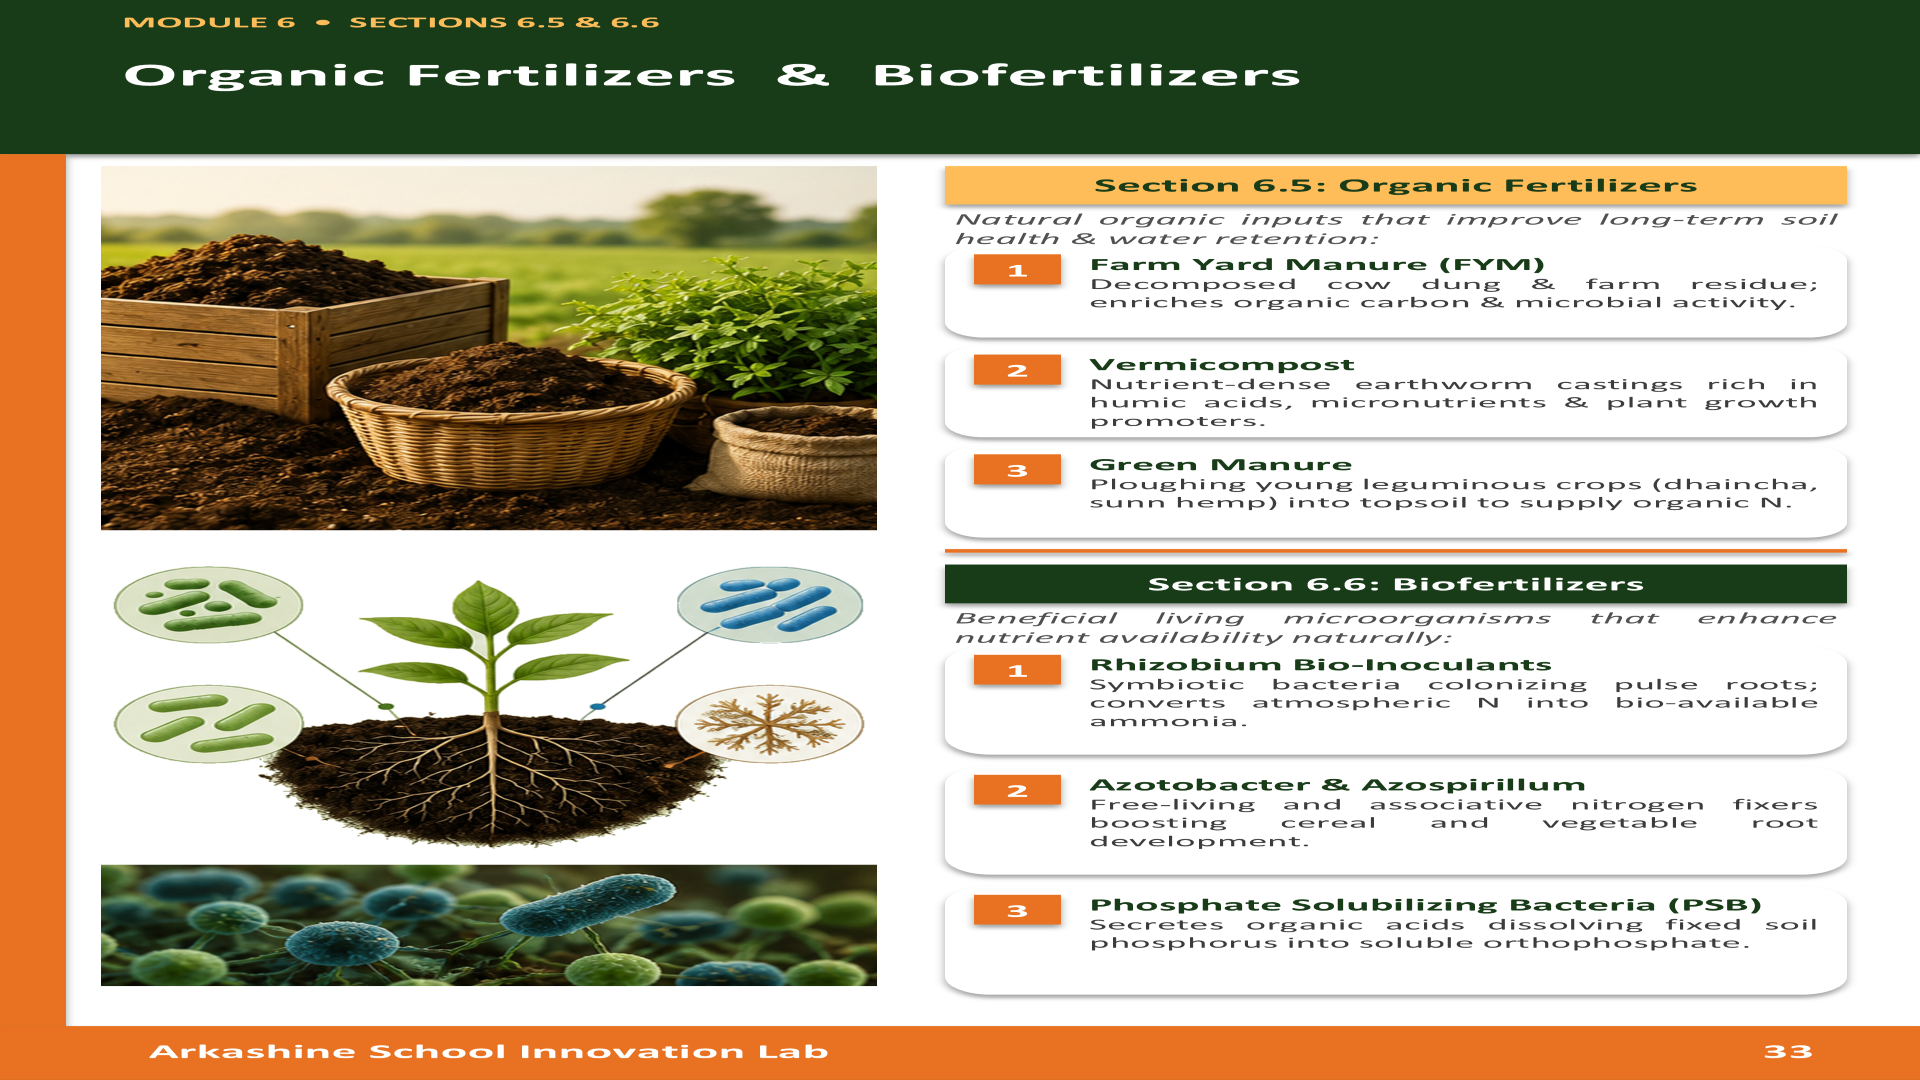 MODULE 6 • SECTIONS 6.5 & 6.6
Organic Fertilizers & Biofertilizers
Section 6.5: Organic Fertilizers
Natural organic inputs that improve long-term soil
health & water retention:
1
Farm Yard Manure (FYM)
Decomposed cow dung & farm residue;
enriches organic carbon & microbial activity.
2
Vermicompost
Nutrient-dense earthworm castings rich in
humic acids, micronutrients & plant growth
promoters.
3
Green Manure
Ploughing young leguminous crops (dhaincha,
sunn hemp) into topsoil to supply organic N.
Section 6.6: Biofertilizers
Beneficial living microorganisms that enhance
nutrient availability naturally:
1
Rhizobium Bio-Inoculants
Symbiotic bacteria colonizing pulse roots;
converts atmospheric N into bio-available
ammonia.
2
Azotobacter & Azospirillum
Free-living and associative nitrogen fixers
boosting cereal and vegetable root
development.
3
Phosphate Solubilizing Bacteria (PSB)
Secretes organic acids dissolving fixed soil
phosphorus into soluble orthophosphate.
Arkashine School Innovation Lab
33